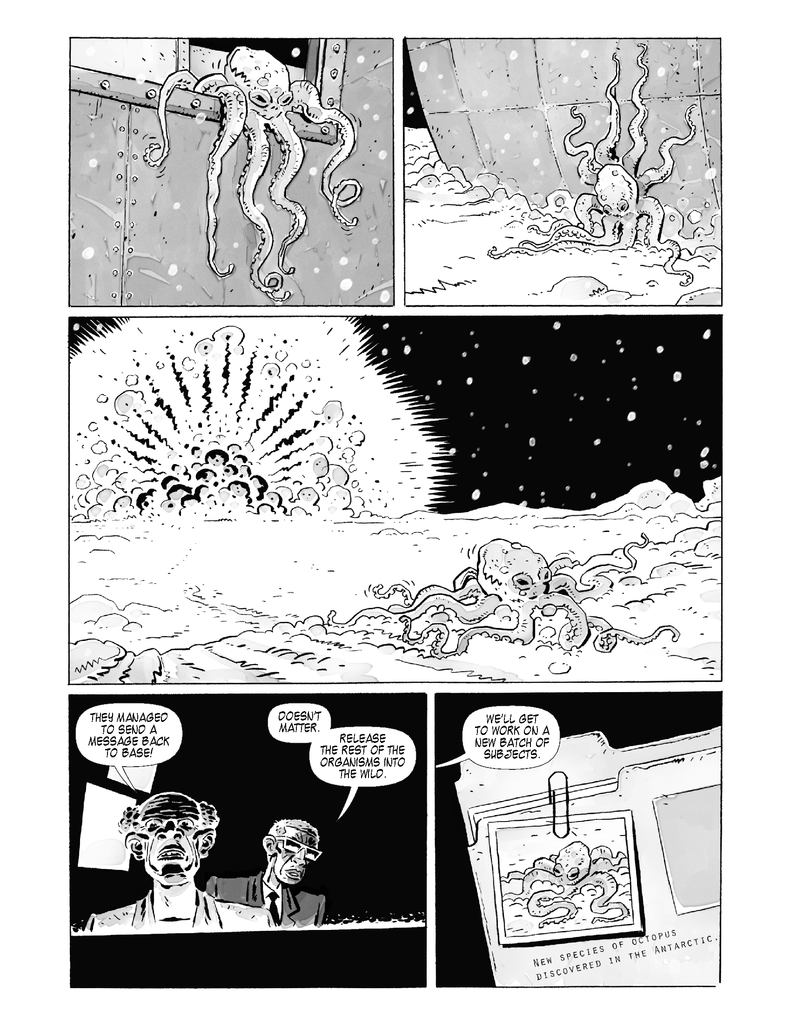 THEY MANAGED
TO SEND A
MESSAGE BACK
TO BASE!
DOESN'T
MATTER.
RELEASE
THE REST OF THE
ORGANISMS INTO
THE WILD.
WE'LL GET
TO WORK ON A
NEW BATCH OF
SUBJECTS.
NEW SPECIES OF OCTOPUS
DISCOVERED IN THE ANTARCTIC.